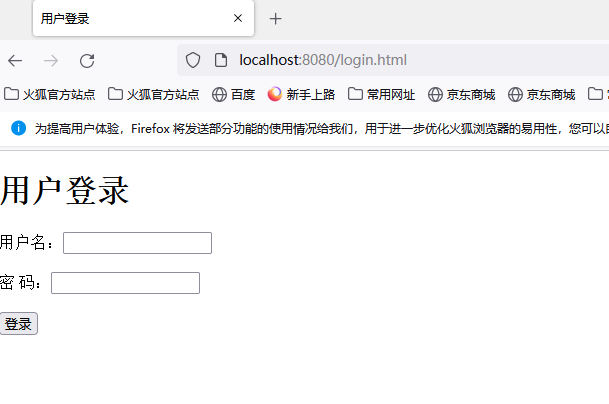 用户登录
localhost:8080/login.html
火狐官方站点 火狐官方站点 百度 新手上路 常用网址 京东商城 京东商城
为提高用户体验，Firefox 将发送部分功能的使用情况给我们，用于进一步优化火狐浏览器的易用性，您可以
用户登录
用户名：
密 码：
登录